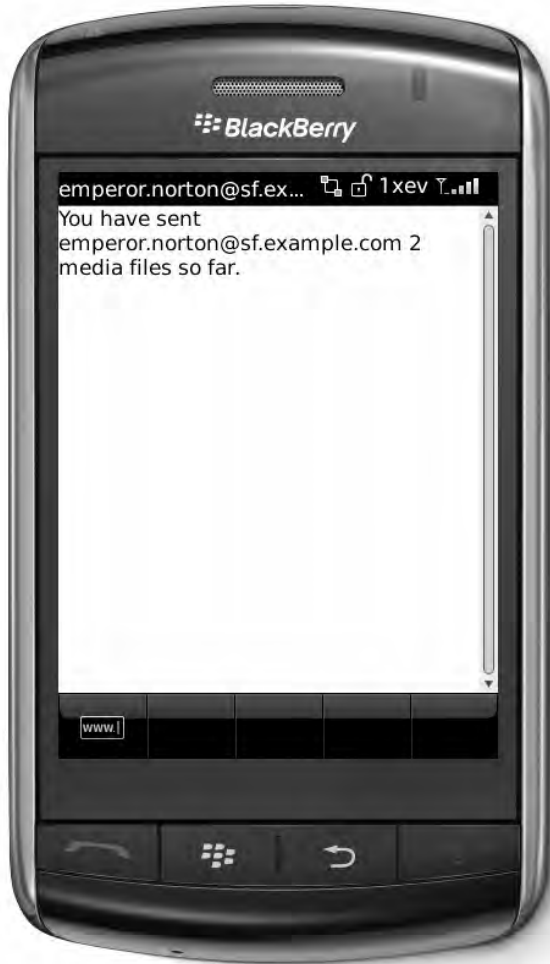 BlackBerry
emperor.norton@sf.ex... 1xev
You have sent
emperor.norton@sf.example.com 2
media files so far.
www.